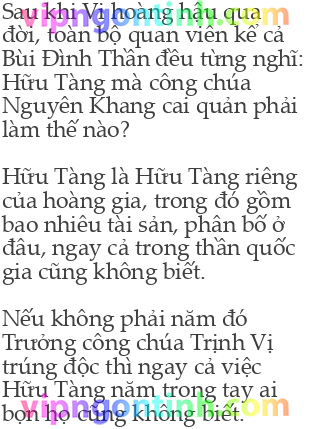 Sau khi Vi hoàng hậu qua
đời, toàn bộ quan viên kể cả
Bùi Đình Thần đều từng nghĩ:
Hữu Tàng mà công chúa
Nguyên Khang cai quản phải
làm thế nào?
Hữu Tàng là Hữu Tàng riêng
của hoàng gia, trong đó gồm
bao nhiêu tài sản, phân bố ở
đâu, ngay cả trong thần quốc
gia cũng không biết.
Nếu không phải năm đó
Trưởng công chúa Trịnh Vị
trúng độc thì ngay cả việc
Hữu Tàng nằm trong tay ai
bọn họ cũng không biết.
vipngontinh.com
vipngontinh.com